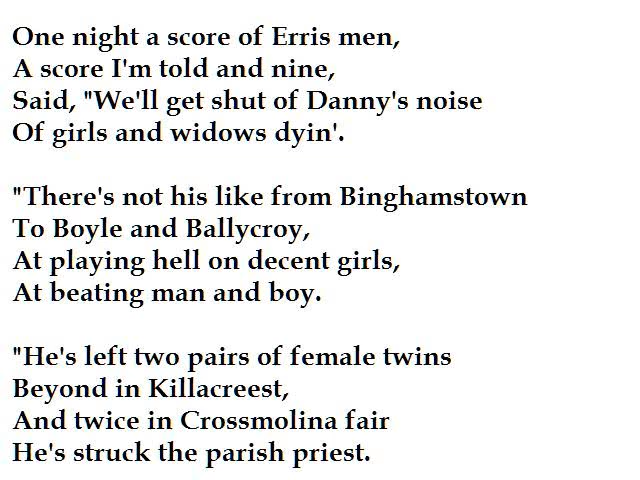 One night a score of Erris men,
A score I'm told and nine,
Said, "We'll get shut of Danny's noise
Of girls and widows dyin'.

"There's not his like from Binghamstown
To Boyle and Ballycroy,
At playing hell on decent girls,
At beating man and boy.

"He's left two pairs of female twins
Beyond in Killacreest,
And twice in Crossmolina fair
He's struck the parish priest.